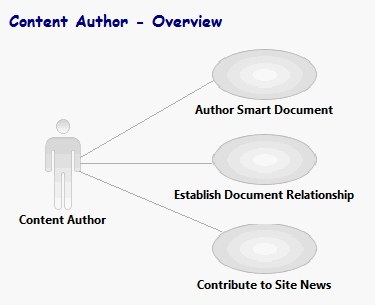 Content Author - Overview
Author Smart Document
Establish Document Relationship
Content Author
Contribute to Site News